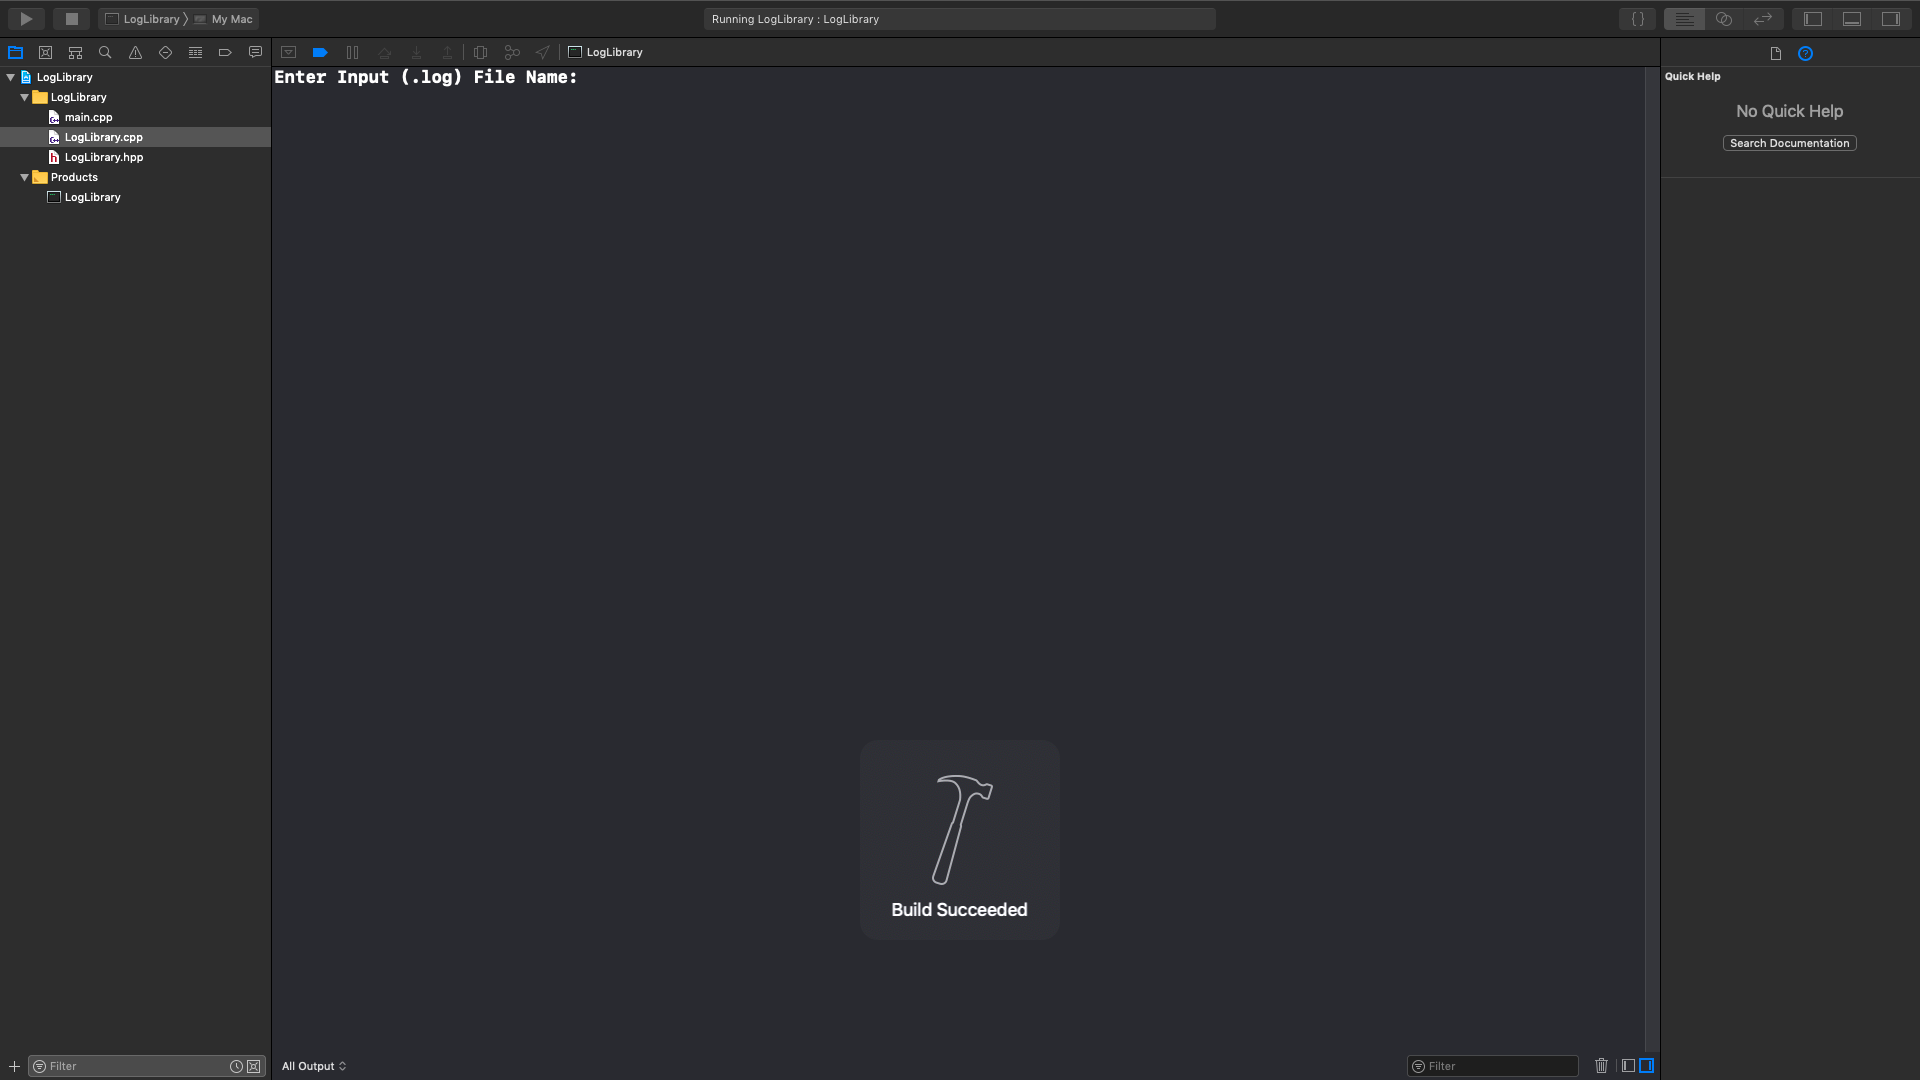 LogLibrary
My Mac
Running LogLibrary : LogLibrary
{ }
LogLibrary
Enter Input (.log) File Name:
LogLibrary
LogLibrary
main.cpp
LogLibrary.cpp
LogLibrary.hpp
Products
LogLibrary
Quick Help
No Quick Help
Search Documentation
Build Succeeded
Filter
All Output
Filter